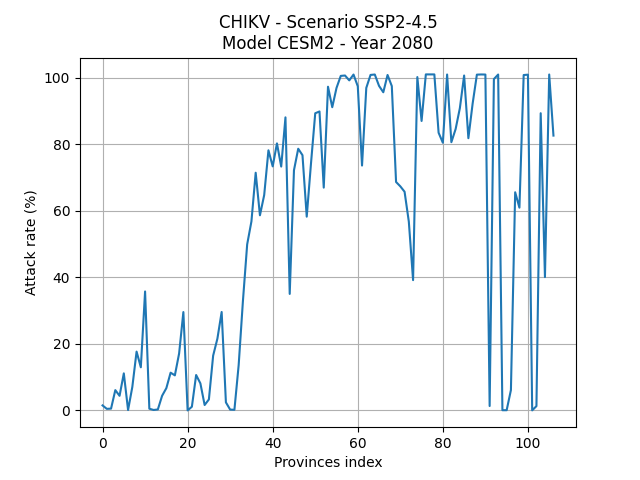 CHIKV - Scenario SSP2-4.5
Model CESM2 - Year 2080
100
80
60
40
20
0
Attack rate (%)
0 20 40 60 80 100
Provinces index